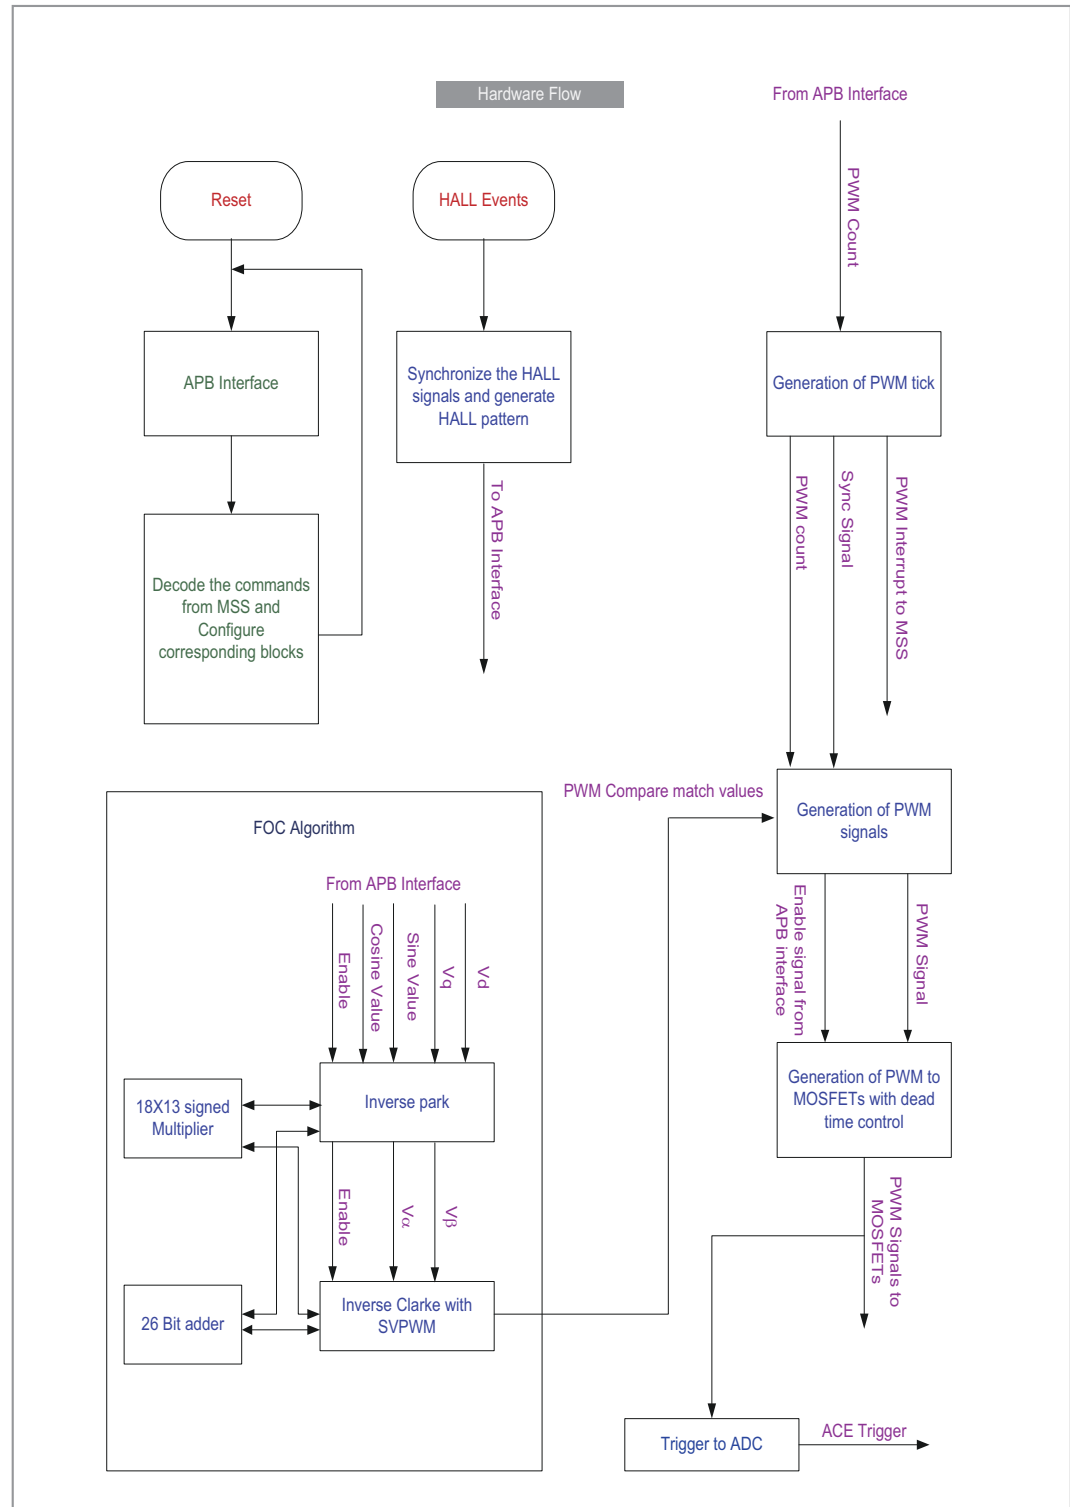 Hardware Flow
From APB Interface
Reset
HALL Events
PWM Count
APB Interface
Synchronize the HALL
signals and generate
HALL pattern
Generation of PWM tick
To APB Interface
PWM count
Sync Signal
PWM Interrupt to MSS
Decode the commands
from MSS and
Configure
corresponding blocks
PWM Compare match values
Generation of PWM
signals
FOC Algorithm
From APB Interface
Enable
Cosine Value
Sine Value
Vq
Vd
Enable signal from
APB interface
PWM Signal
18X13 signed
Multiplier
Inverse park
Generation of PWM to
MOSFETs with dead
time control
Enable
Vα
Vβ
PWM Signals to
MOSFETs
26 Bit adder
Inverse Clarke with
SVPWM
Trigger to ADC
ACE Trigger